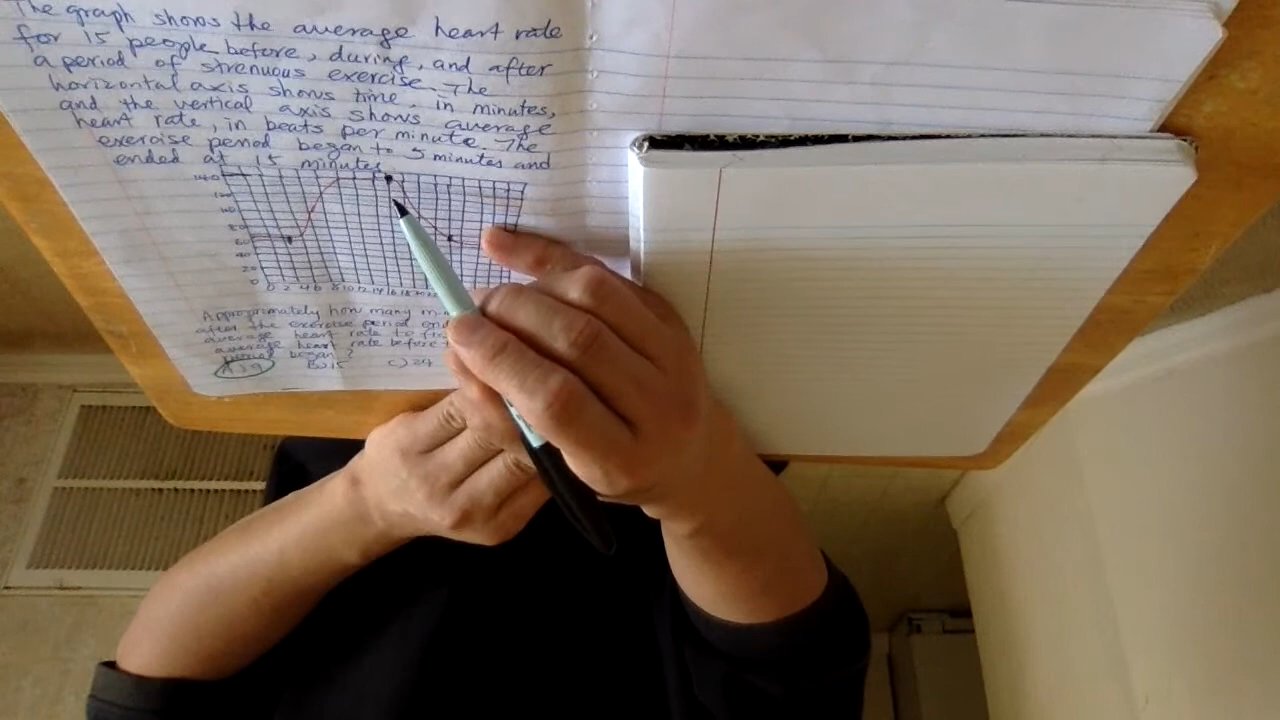 The graph shows the average heart rate
for 15 people before, during, and after
a period of strenuous exercise. The
horizontal axis shows time, in minutes,
and the vertical axis shows average
heart rate, in beats per minute. The
exercise period began to 5 minutes and
ended at 15 minutes.
140
120
80
60
40
20
0
0 2 4 6 8 10 12 14 16 18 20
Approximately how many
after the exercise period
average heart rate to
average heart rate before
period began?
A) 9 B) 15 C) 24